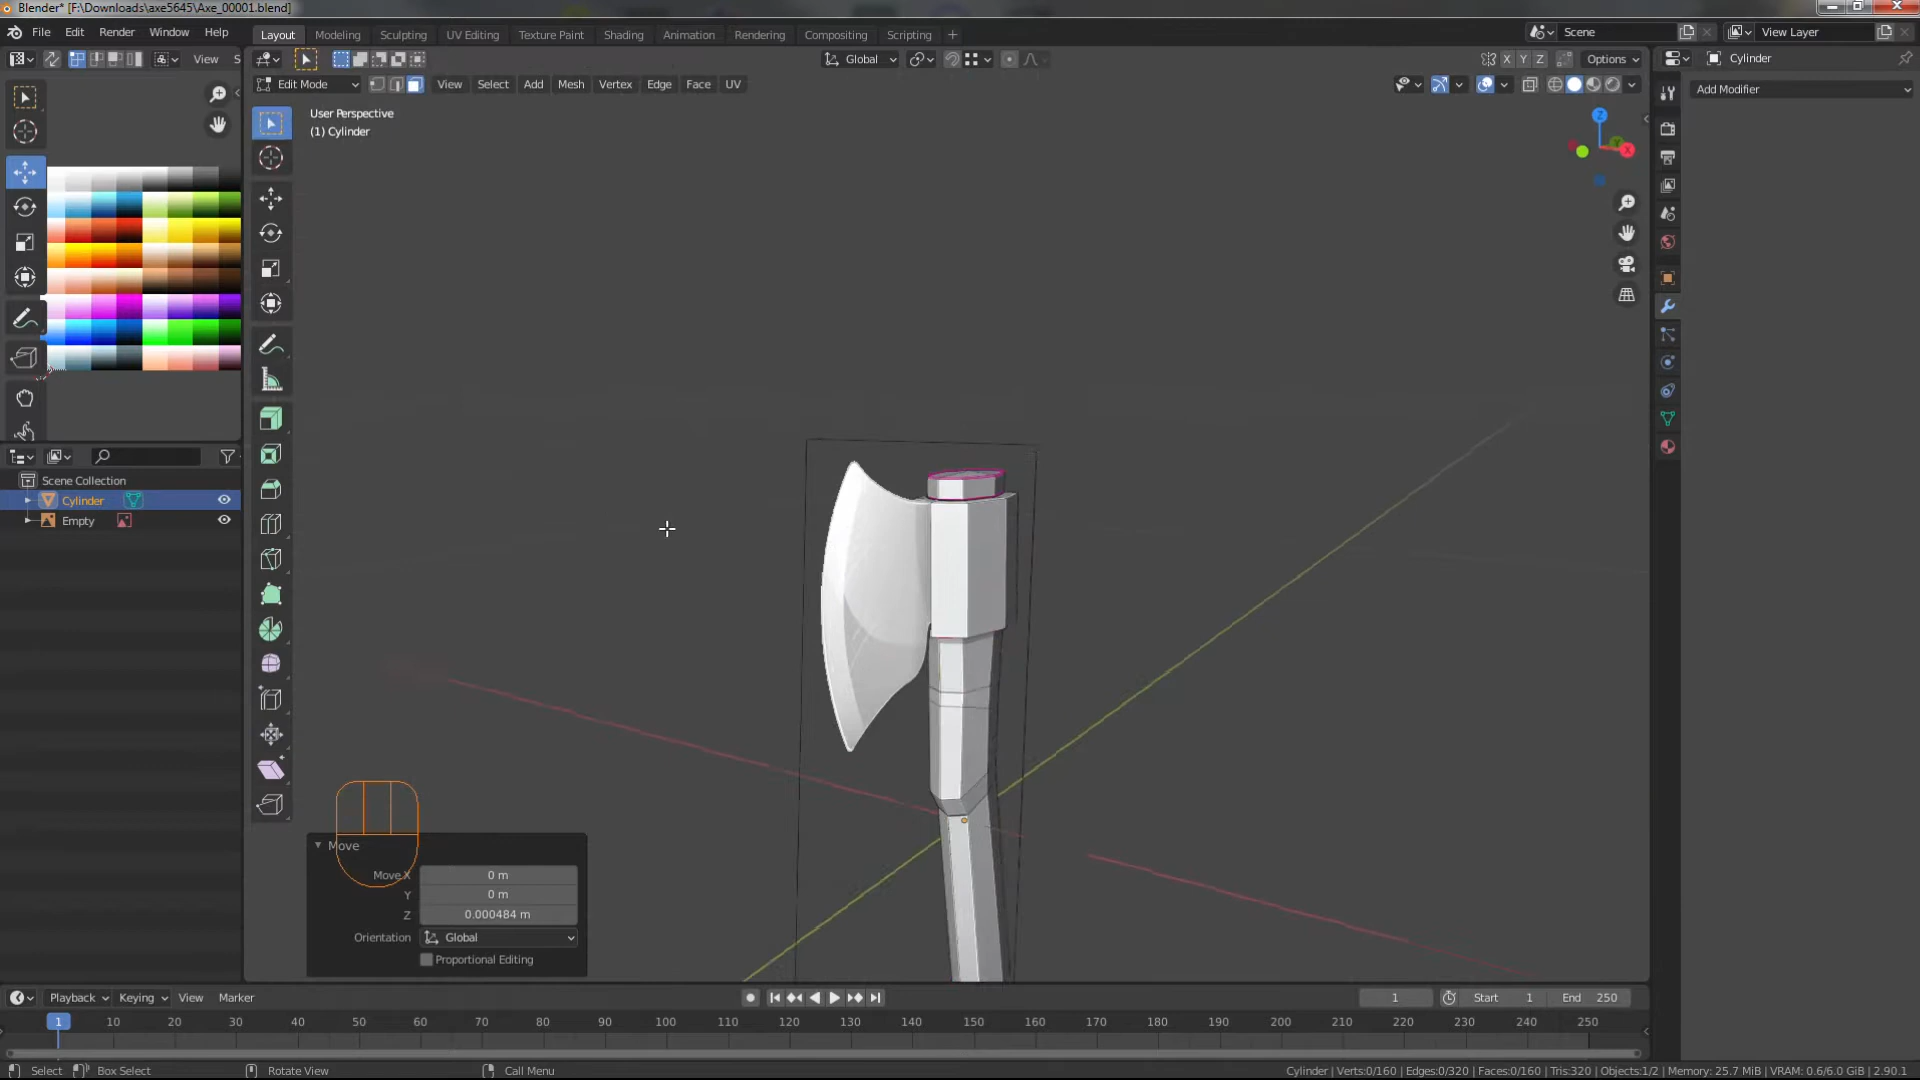 Blender* [F:\Downloads\axe5645\Axe_00001.blend]
File Edit Render Window Help Layout Modeling Sculpting UV Editing Texture Paint Shading Animation Rendering Compositing Scripting Scene View Layer
View S Global X Y Z Options Cylinder
Edit Mode View Select Add Mesh Vertex Edge Face UV Add Modifier
User Perspective
(1) Cylinder
Z
X
Y
Scene Collection
Cylinder
Empty
Move
Move X 0 m
Y 0 m
Z 0.000484 m
Orientation Global
Proportional Editing
Playback Keying View Marker 1 Start 1 End 250
1 10 20 30 40 50 60 70 80 90 100 110 120 130 140 150 160 170 180 190 200 210 220 230 240 250
Select Box Select Rotate View Call Menu Cylinder | Verts:0/160 | Edges:0/320 | Faces:0/160 | Tris:320 | Objects:1/2 | Memory: 25.7 MiB | VRAM: 0.6/6.0 GiB | 2.90.1